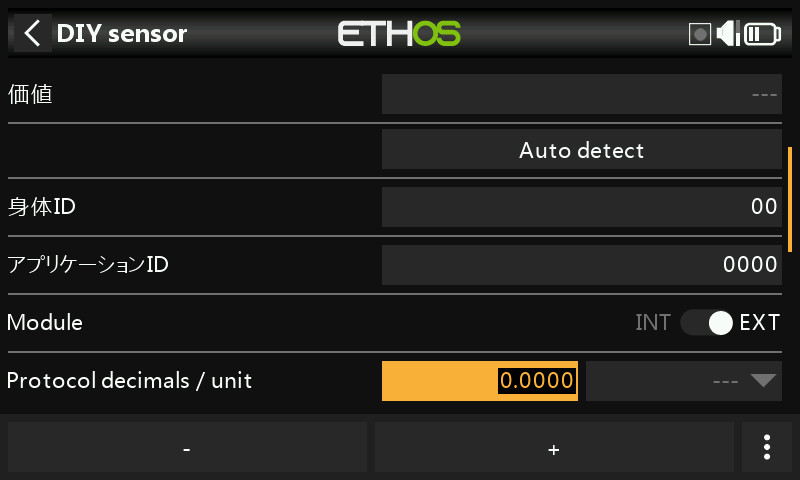 DIY sensor ETHOS
価値 ---
Auto detect
身体ID 00
アプリケーションID 0000
Module INT EXT
Protocol decimals / unit 0.0000 ---
- +